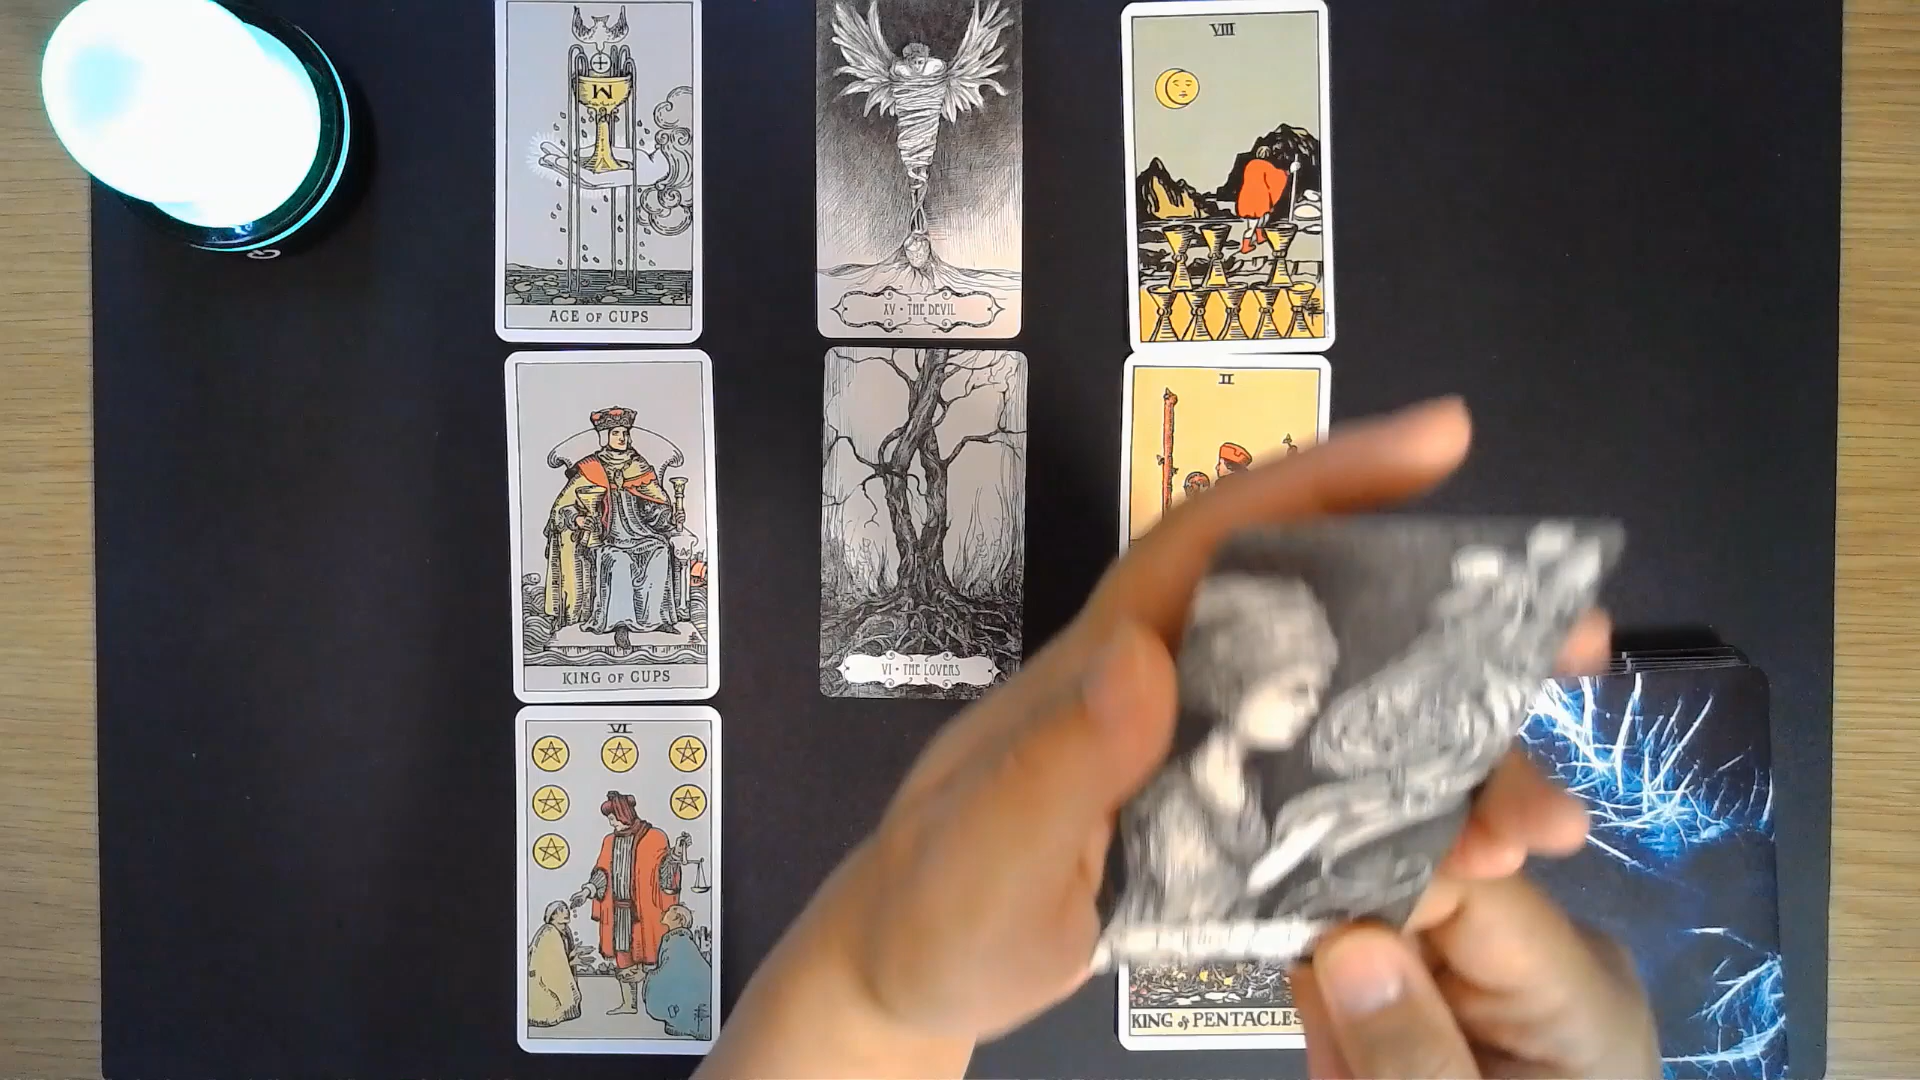 M
ACE OF CUPS
XV • THE DEVIL
VIII
KING OF CUPS
VI • THE LOVERS
II
VI
KING of PENTACLES